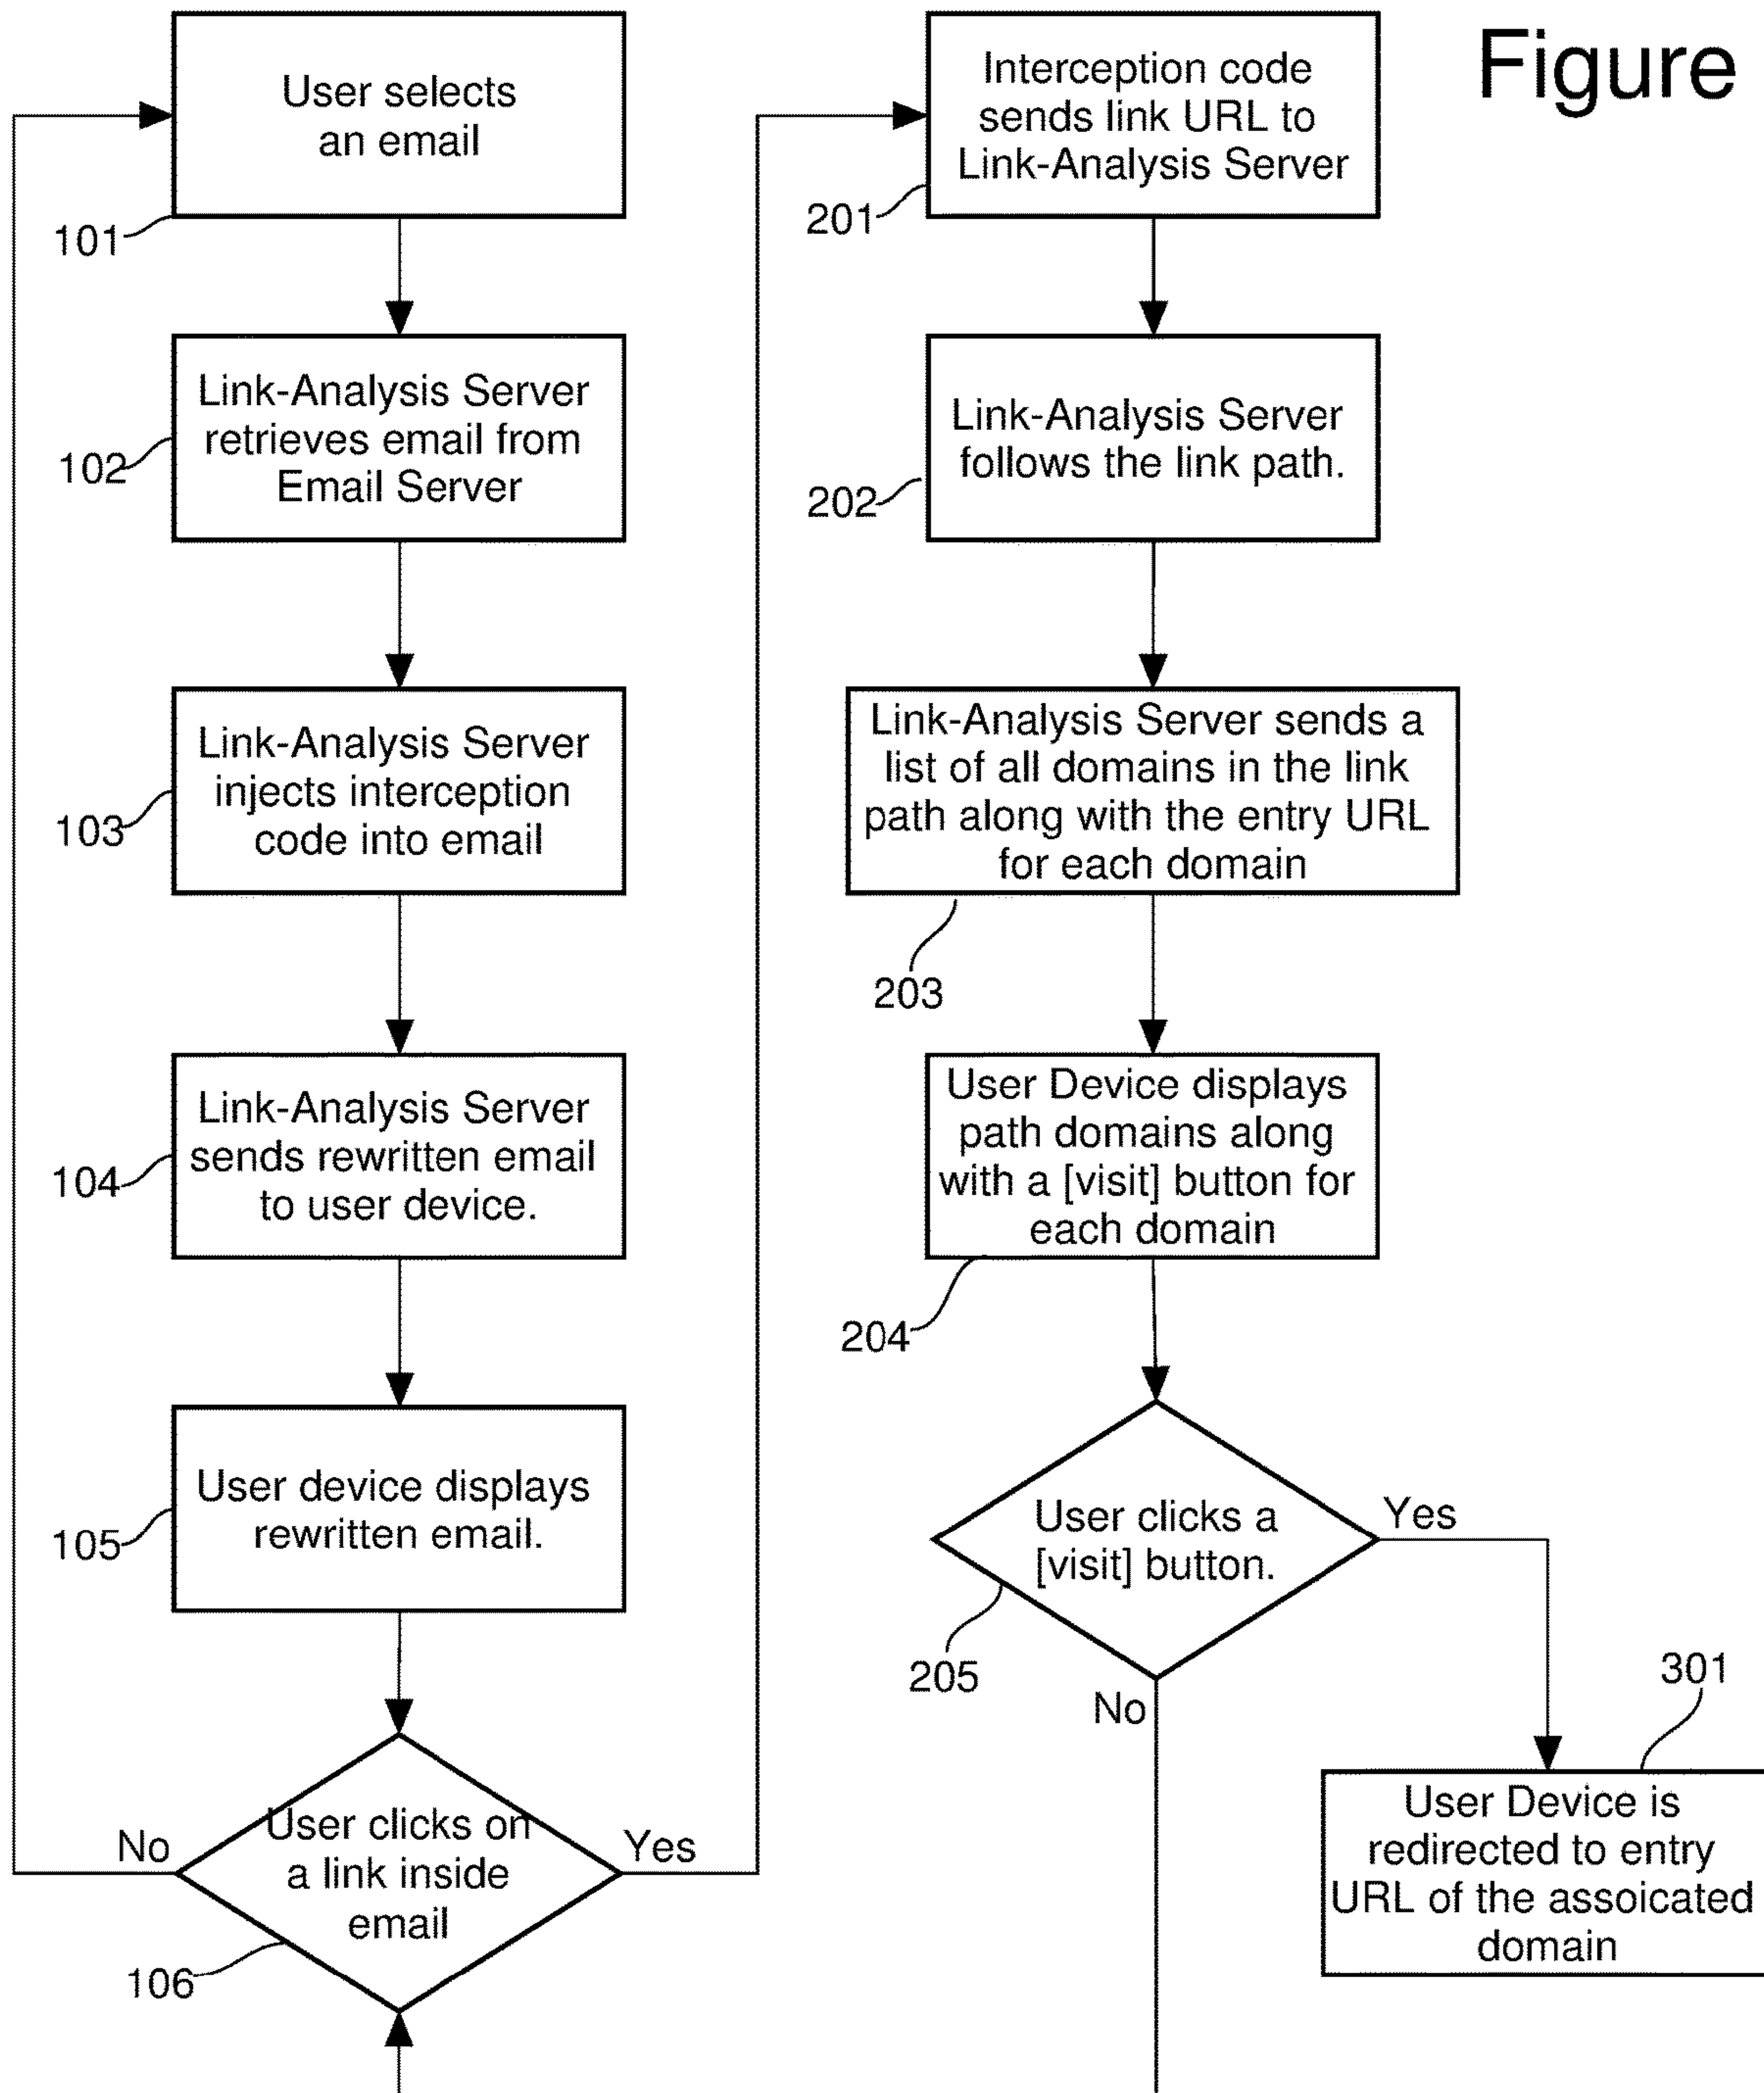 Figure
User selects
an email
101
Link-Analysis Server
retrieves email from
Email Server
102
Link-Analysis Server
injects interception
code into email
103
Link-Analysis Server
sends rewritten email
to user device.
104
User device displays
rewritten email.
105
User clicks on
a link inside
email
No
Yes
106
Interception code
sends link URL to
Link-Analysis Server
201
Link-Analysis Server
follows the link path.
202
Link-Analysis Server sends a
list of all domains in the link
path along with the entry URL
for each domain
203
User Device displays
path domains along
with a [visit] button for
each domain
204
User clicks a
[visit] button.
Yes
205
No
301
User Device is
redirected to entry
URL of the assoicated
domain